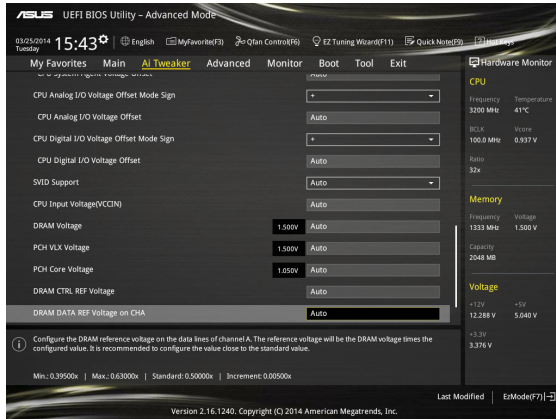 ASUS UEFI BIOS Utility – Advanced Mode
03/25/2014 Tuesday 15:43 English MyFavorite(F3) Qfan Control(F6) EZ Tuning Wizard(F11) Quick Note(F9) Hot Keys
My Favorites Main Ai Tweaker Advanced Monitor Boot Tool Exit
Hardware Monitor
CPU System Agent Voltage Offset Auto
CPU Analog I/O Voltage Offset Mode Sign +
CPU Analog I/O Voltage Offset Auto
CPU Digital I/O Voltage Offset Mode Sign +
CPU Digital I/O Voltage Offset Auto
SVID Support Auto
CPU Input Voltage(VCCIN) Auto
DRAM Voltage 1.500V Auto
PCH VLX Voltage 1.500V Auto
PCH Core Voltage 1.050V Auto
DRAM CTRL REF Voltage Auto
DRAM DATA REF Voltage on CHA Auto
CPU
Frequency Temperature
3200 MHz 41°C
BCLK Vcore
100.0 MHz 0.937 V
Ratio
32x
Memory
Frequency Voltage
1333 MHz 1.500 V
Capacity
2048 MB
Voltage
+12V +5V
12.288 V 5.040 V
+3.3V
3.376 V
Configure the DRAM reference voltage on the data lines of channel A. The reference voltage will be the DRAM voltage times the
configured value. It is recommended to configure the value close to the standard value.
Min.: 0.39500x | Max.: 0.63000x | Standard: 0.50000x | Increment: 0.00500x
Last Modified EzMode(F7)
Version 2.16.1240. Copyright (C) 2014 American Megatrends, Inc.